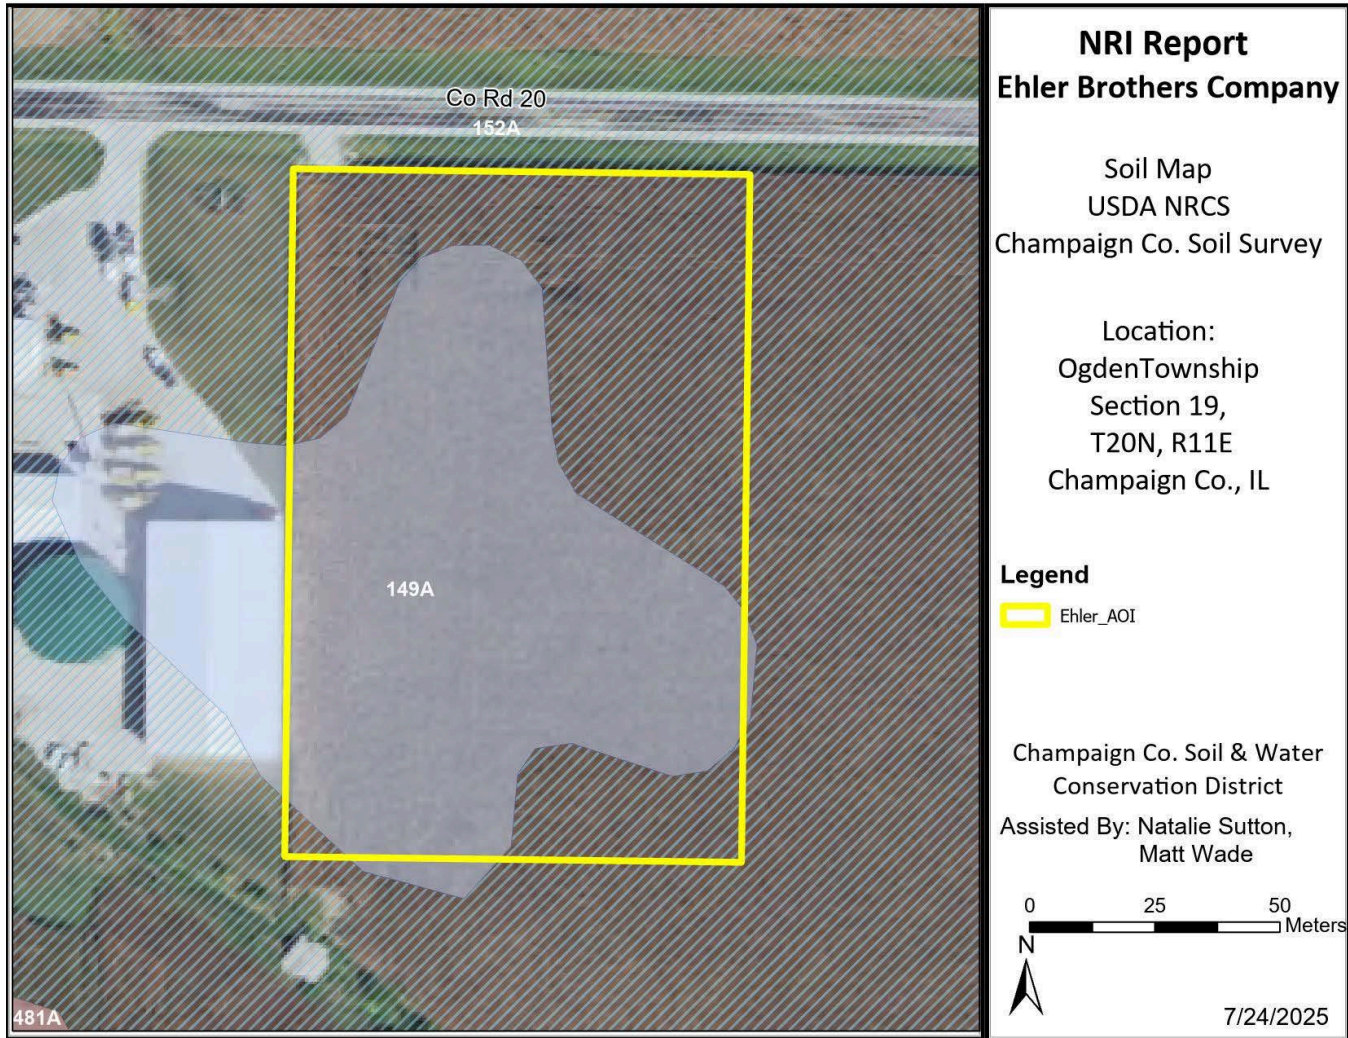 Co Rd 20
152A
149A
481A
NRI Report
Ehler Brothers Company
Soil Map
USDA NRCS
Champaign Co. Soil Survey
Location:
OgdenTownship
Section 19,
T20N, R11E
Champaign Co., IL
Legend
Ehler_AOI
Champaign Co. Soil & Water
Conservation District
Assisted By: Natalie Sutton,
Matt Wade
0 25 50
Meters
N
7/24/2025